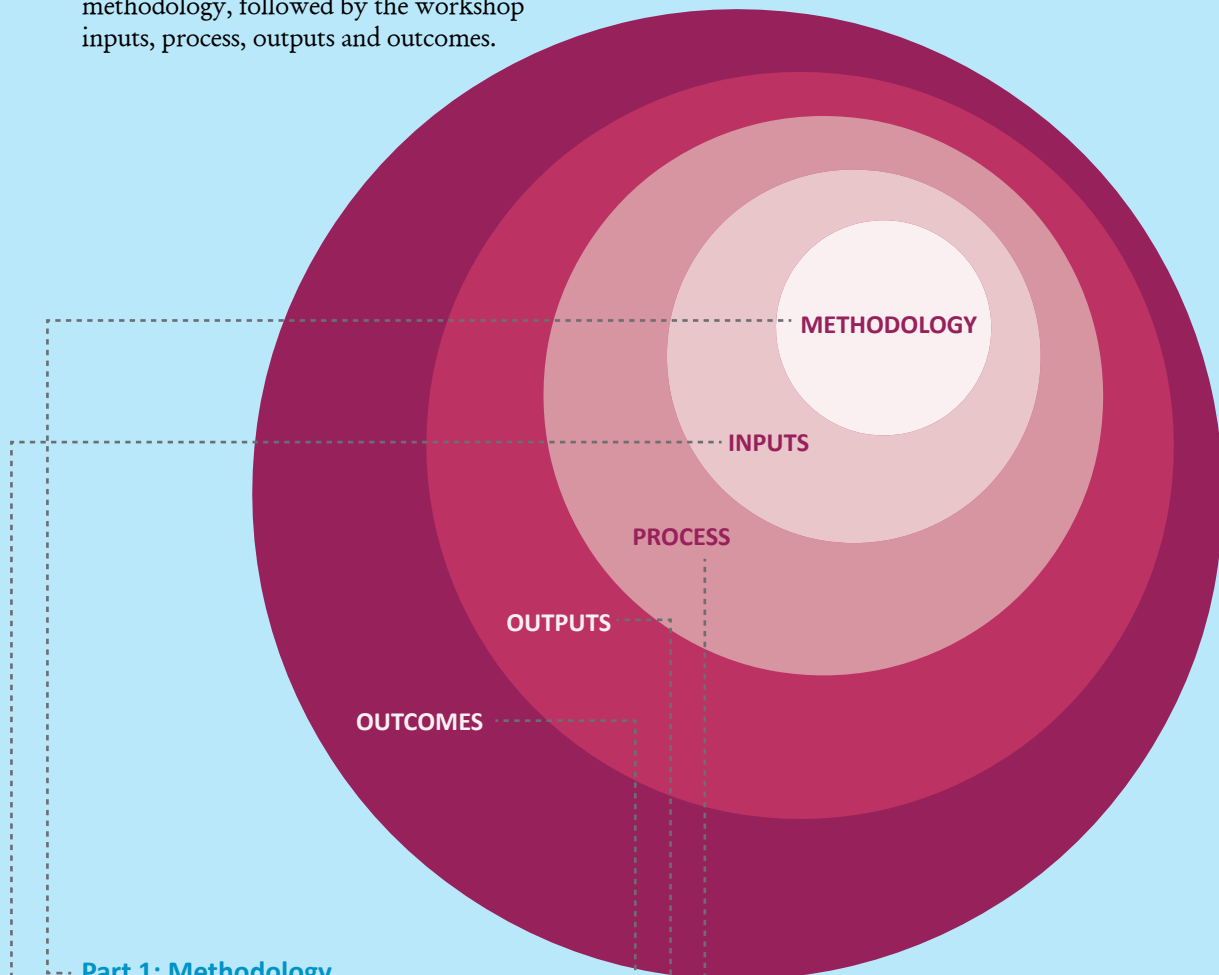 methodology, followed by the workshop
inputs, process, outputs and outcomes.
METHODOLOGY
INPUTS
PROCESS
OUTPUTS
OUTCOMES
Part 1: Methodology